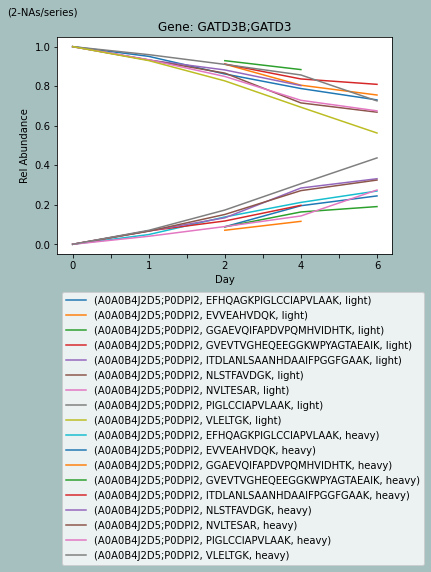 (2-NAs/series)
Gene: GATD3B;GATD3
Rel Abundance
1.0
0.8
0.6
0.4
0.2
0.0
0 1 2 4 6
Day
(A0A0B4J2D5;P0DPI2, EFHQAGKPIGLCCIAPVLAAK, light)
(A0A0B4J2D5;P0DPI2, EVVEAHVDQK, light)
(A0A0B4J2D5;P0DPI2, GGAEVQIFAPDVPQMHVIDHTK, light)
(A0A0B4J2D5;P0DPI2, GVEVTVGHEQEEGGKWPYAGTAEAIK, light)
(A0A0B4J2D5;P0DPI2, ITDLANLSAANHDAAIFPGGFGAAK, light)
(A0A0B4J2D5;P0DPI2, NLSTFAVDGK, light)
(A0A0B4J2D5;P0DPI2, NVLTESAR, light)
(A0A0B4J2D5;P0DPI2, PIGLCCIAPVLAAK, light)
(A0A0B4J2D5;P0DPI2, VLELTGK, light)
(A0A0B4J2D5;P0DPI2, EFHQAGKPIGLCCIAPVLAAK, heavy)
(A0A0B4J2D5;P0DPI2, EVVEAHVDQK, heavy)
(A0A0B4J2D5;P0DPI2, GGAEVQIFAPDVPQMHVIDHTK, heavy)
(A0A0B4J2D5;P0DPI2, GVEVTVGHEQEEGGKWPYAGTAEAIK, heavy)
(A0A0B4J2D5;P0DPI2, ITDLANLSAANHDAAIFPGGFGAAK, heavy)
(A0A0B4J2D5;P0DPI2, NLSTFAVDGK, heavy)
(A0A0B4J2D5;P0DPI2, NVLTESAR, heavy)
(A0A0B4J2D5;P0DPI2, PIGLCCIAPVLAAK, heavy)
(A0A0B4J2D5;P0DPI2, VLELTGK, heavy)